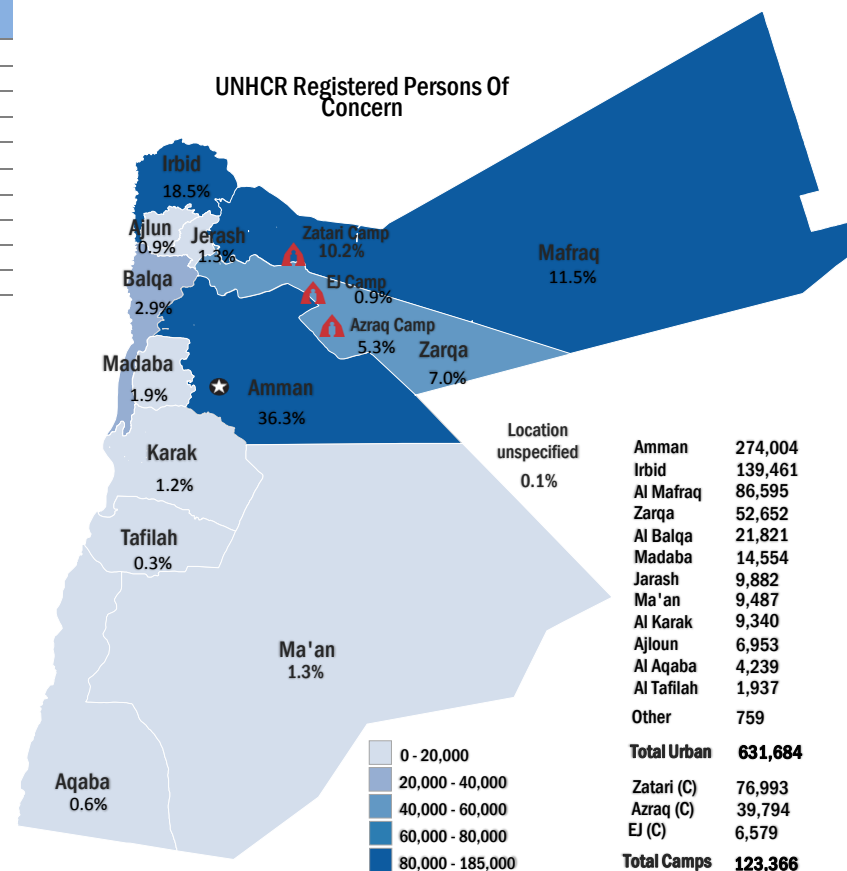 UNHCR Registered Persons Of
Concern
Irbid
18.5%
Ajlun
0.9%
Jerash
1.3%
Zatari Camp
10.2%
Mafraq
11.5%
Balqa
2.9%
EJ Camp
0.9%
Azraq Camp
5.3%
Zarqa
7.0%
Madaba
1.9%
Amman
36.3%
Location
unspecified
0.1%
Karak
1.2%
Tafilah
0.3%
Ma'an
1.3%
Aqaba
0.6%
0 - 20,000
20,000 - 40,000
40,000 - 60,000
60,000 - 80,000
80,000 - 185,000
Amman 274,004
Irbid 139,461
Al Mafraq 86,595
Zarqa 52,652
Al Balqa 21,821
Madaba 14,554
Jarash 9,882
Ma'an 9,487
Al Karak 9,340
Ajloun 6,953
Al Aqaba 4,239
Al Tafilah 1,937
Other 759
Total Urban 631,684
Zatari (C) 76,993
Azraq (C) 39,794
EJ (C) 6,579
Total Camps 123,366